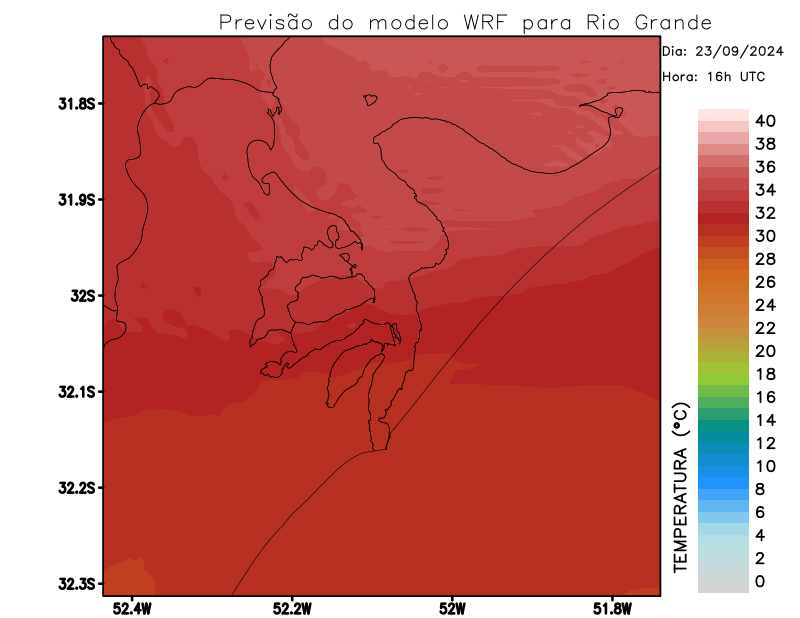 Previsão do modelo WRF para Rio Grande
Dia: 23/09/2024
Hora: 16h UTC
31.8S
31.9S
32S
32.1S
32.2S
32.3S
52.4W
52.2W
52W
51.8W
TEMPERATURA (°C)
40
38
36
34
32
30
28
26
24
22
20
18
16
14
12
10
8
6
4
2
0